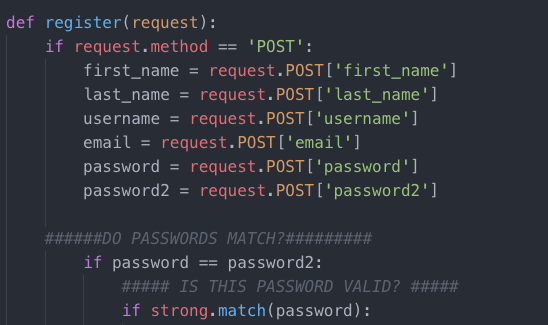 def register(request):
    if request.method == 'POST':
        first_name = request.POST['first_name']
        last_name = request.POST['last_name']
        username = request.POST['username']
        email = request.POST['email']
        password = request.POST['password']
        password2 = request.POST['password2']
    ######DO PASSWORDS MATCH?#########
        if password == password2:
            ##### IS THIS PASSWORD VALID? #####
            if strong.match(password):